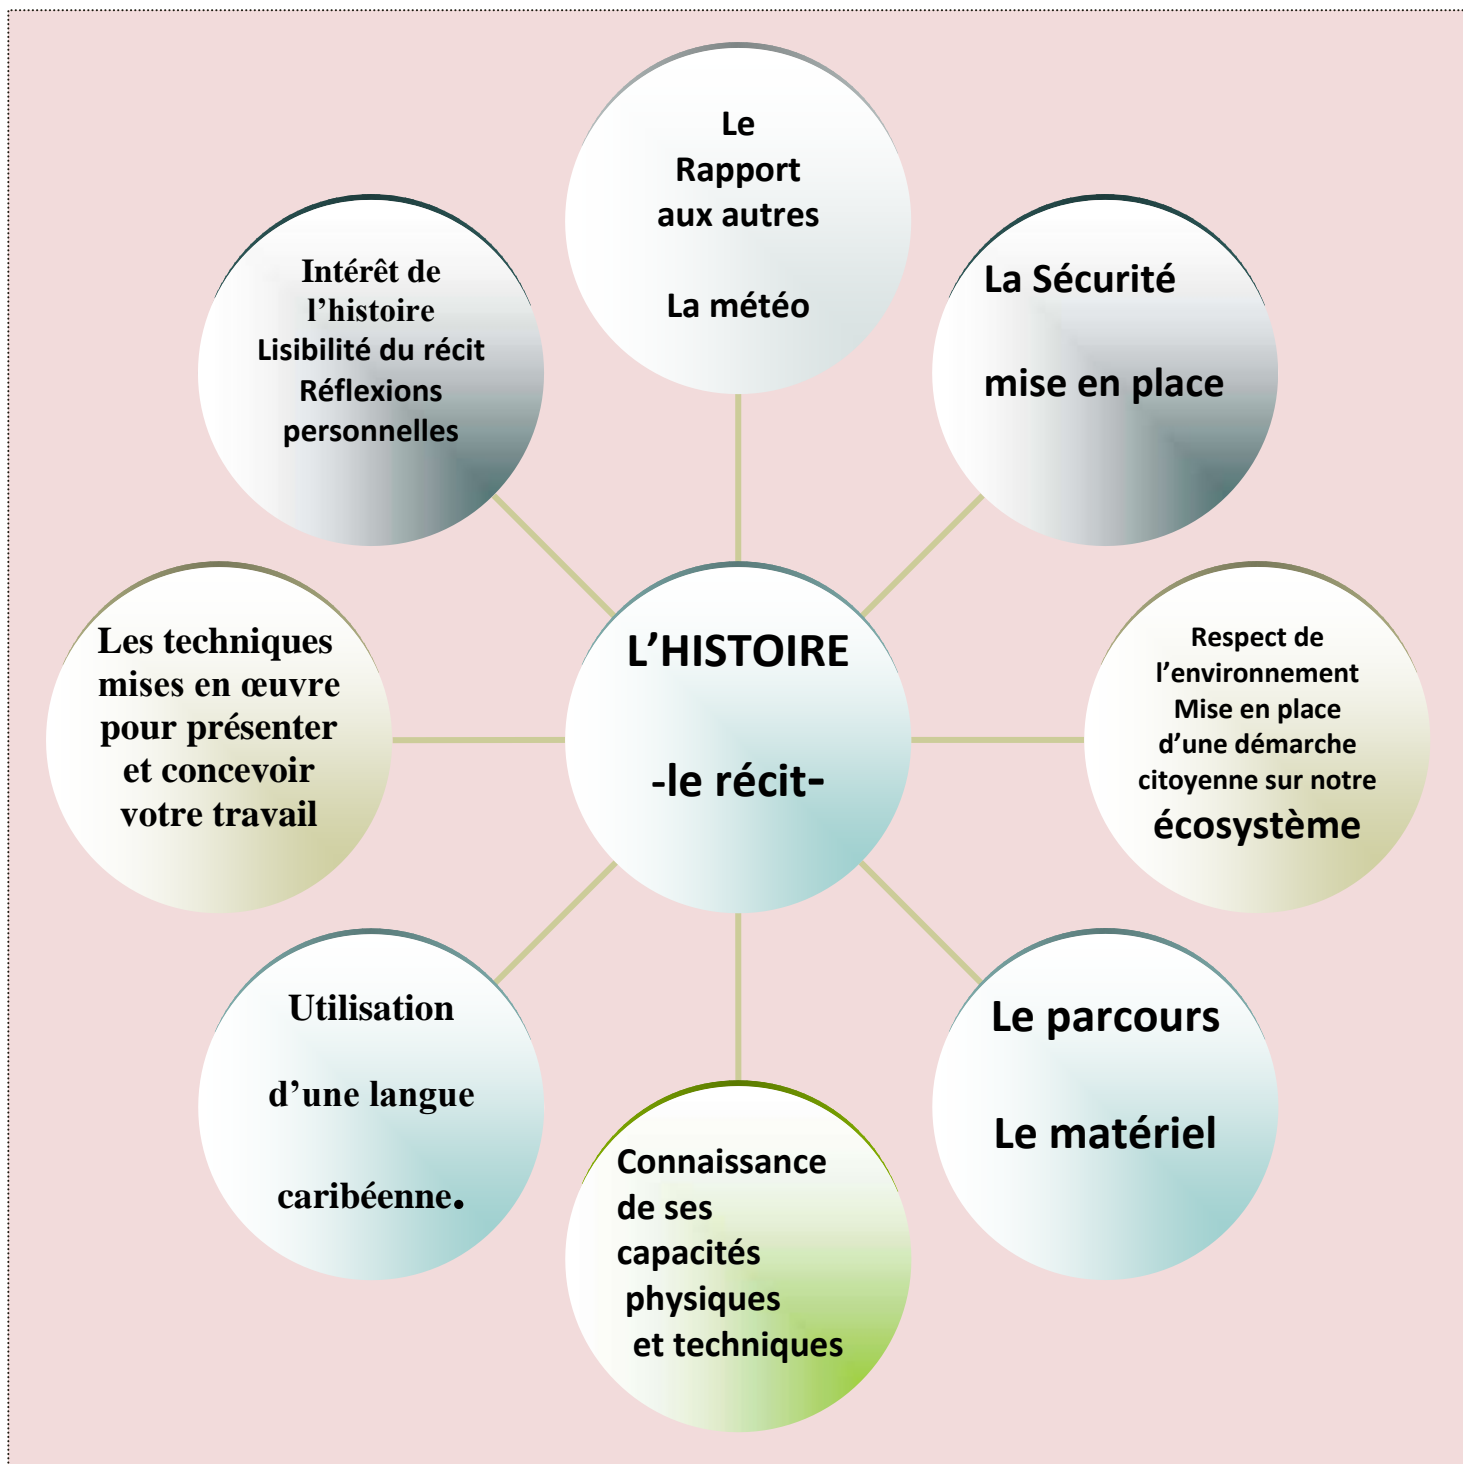 Le
Rapport
aux autres
La météo
La Sécurité
mise en place
Respect de
l’environnement
Mise en place
d’une démarche
citoyenne sur notre
écosystème
Le parcours
Le matériel
Connaissance
de ses
capacités
physiques
et techniques
Utilisation
d’une langue
caribéenne.
Les techniques
mises en œuvre
pour présenter
et concevoir
votre travail
Intérêt de
l’histoire
Lisibilité du récit
Réflexions
personnelles
L’HISTOIRE
-le récit-